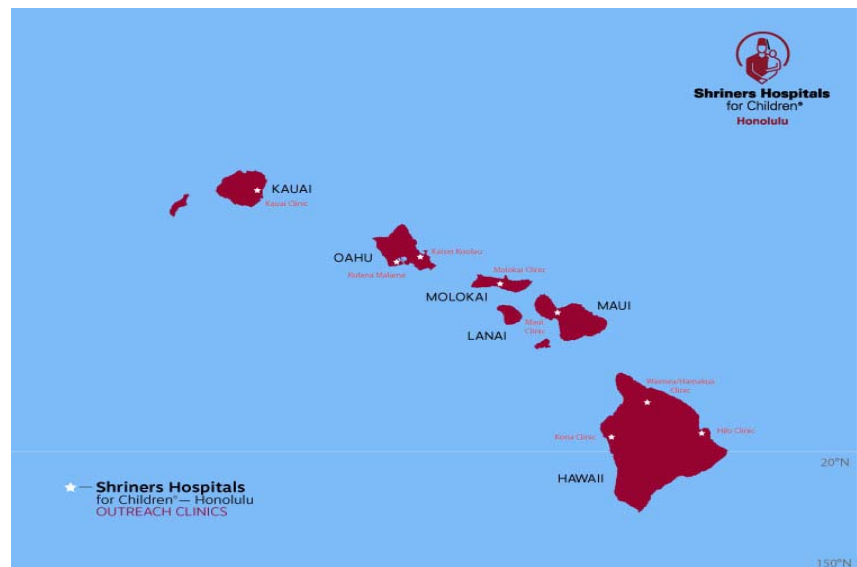 Shriners Hospitals
for Children®
Honolulu
KAUAI
Kauai Clinic
OAHU
Kaiser Koolau
Kulana Malama
Molokai Clinic
MOLOKAI
MAUI
Maui
Clinic
LANAI
Waimea/Hamakua
Clinic
Kona Clinic
Hilo Clinic
20°N
HAWAII
Shriners Hospitals
for Children®— Honolulu
OUTREACH CLINICS
150°N